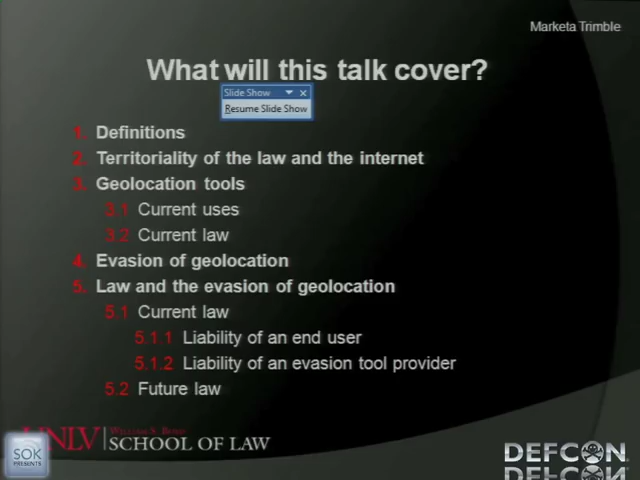 Marketa Trimble
What will this talk cover?
Slide Show
Resume Slide Show
1. Definitions
2. Territoriality of the law and the internet
3. Geolocation tools
3.1 Current uses
3.2 Current law
4. Evasion of geolocation
5. Law and the evasion of geolocation
5.1 Current law
5.1.1 Liability of an end user
5.1.2 Liability of an evasion tool provider
5.2 Future law
UNLV WILLIAM S. BOYD
SCHOOL OF LAW
SOK
PRESENTS
DEFCON